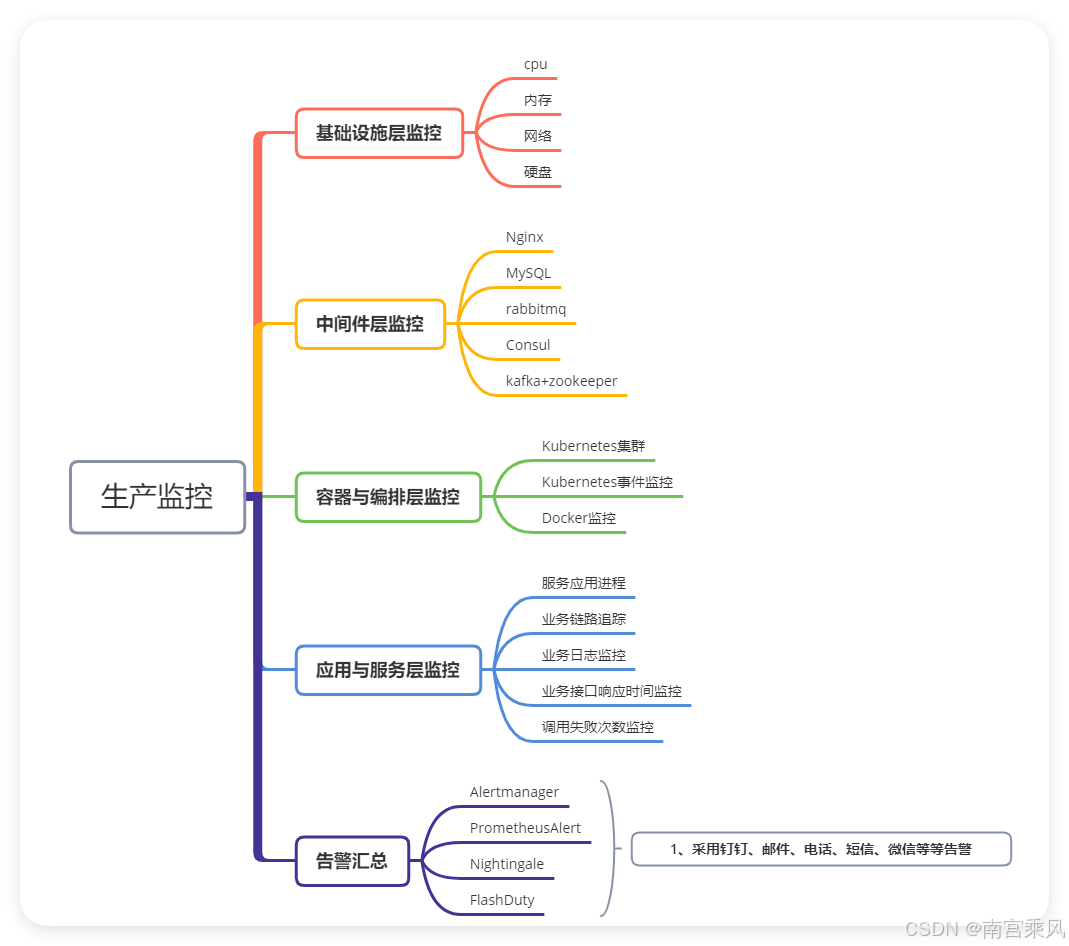 生产监控
基础设施层监控
cpu
内存
网络
硬盘
中间件层监控
Nginx
MySQL
rabbitmq
Consul
kafka+zookeeper
容器与编排层监控
Kubernetes集群
Kubernetes事件监控
Docker监控
应用与服务层监控
服务应用进程
业务链路追踪
业务日志监控
业务接口响应时间监控
调用失败次数监控
告警汇总
Alertmanager
PrometheusAlert
Nightingale
FlashDuty
1、采用钉钉、邮件、电话、短信、微信等等告警
CSDN @南宫乘风